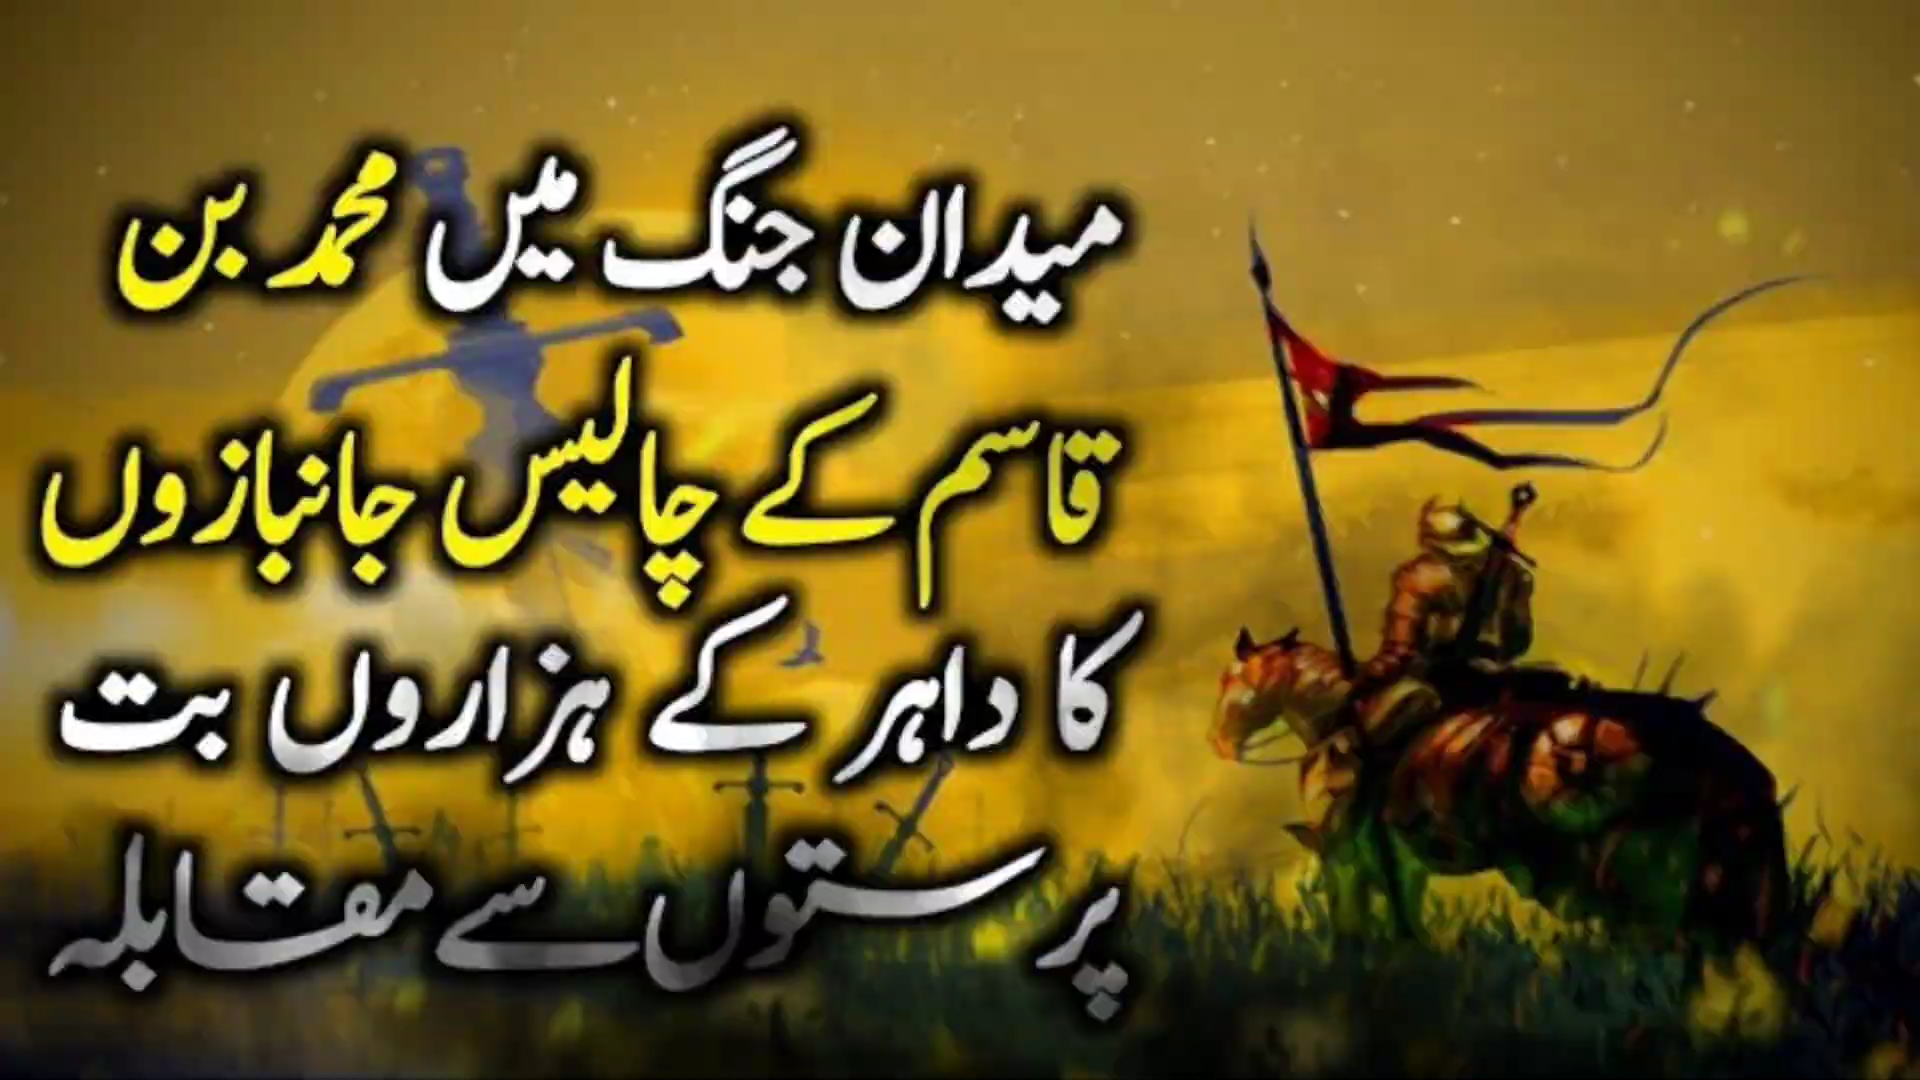 میدان جنگ میں محمد بن
قاسم کے چالیس جانبازوں
کا داہر کے ہزاروں بت
پرستوں سے مقابلہ